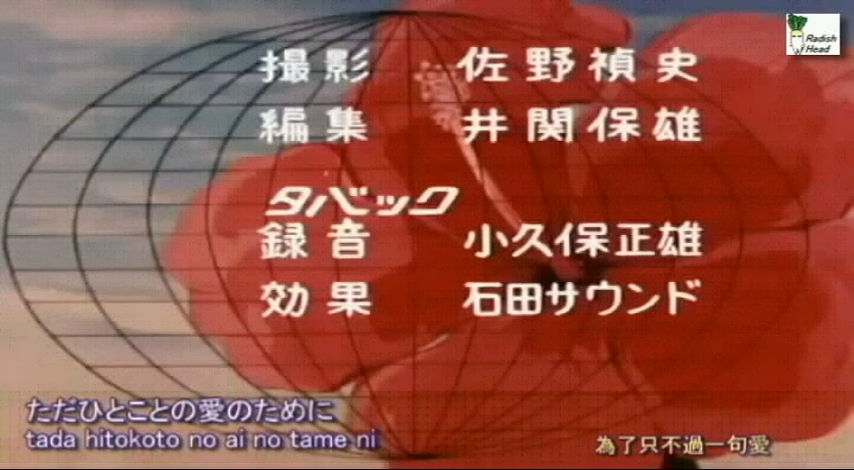 Radish
Head
撮影 佐野禎史
編集 井関保雄
タバック
録音 小久保正雄
効果 石田サウンド
ただひとことの愛のために
tada hitokoto no ai no tame ni
為了只不過一句愛